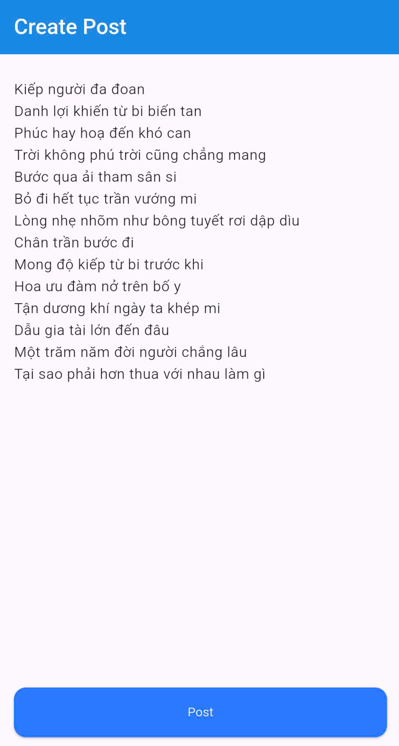 Create Post
Kiếp người đa đoan
Danh lợi khiến từ bi biến tan
Phúc hay hoạ đến khó can
Trời không phú trời cũng chẳng mang
Bước qua ải tham sân si
Bỏ đi hết tục trần vướng mi
Lòng nhẹ nhõm như bông tuyết rơi dập dìu
Chân trần bước đi
Mong độ kiếp từ bi trước khi
Hoa ưu đàm nở trên bố y
Tận dương khí ngày ta khép mi
Dẫu gia tài lớn đến đâu
Một trăm năm đời người chẳng lâu
Tại sao phải hơn thua với nhau làm gì
Post